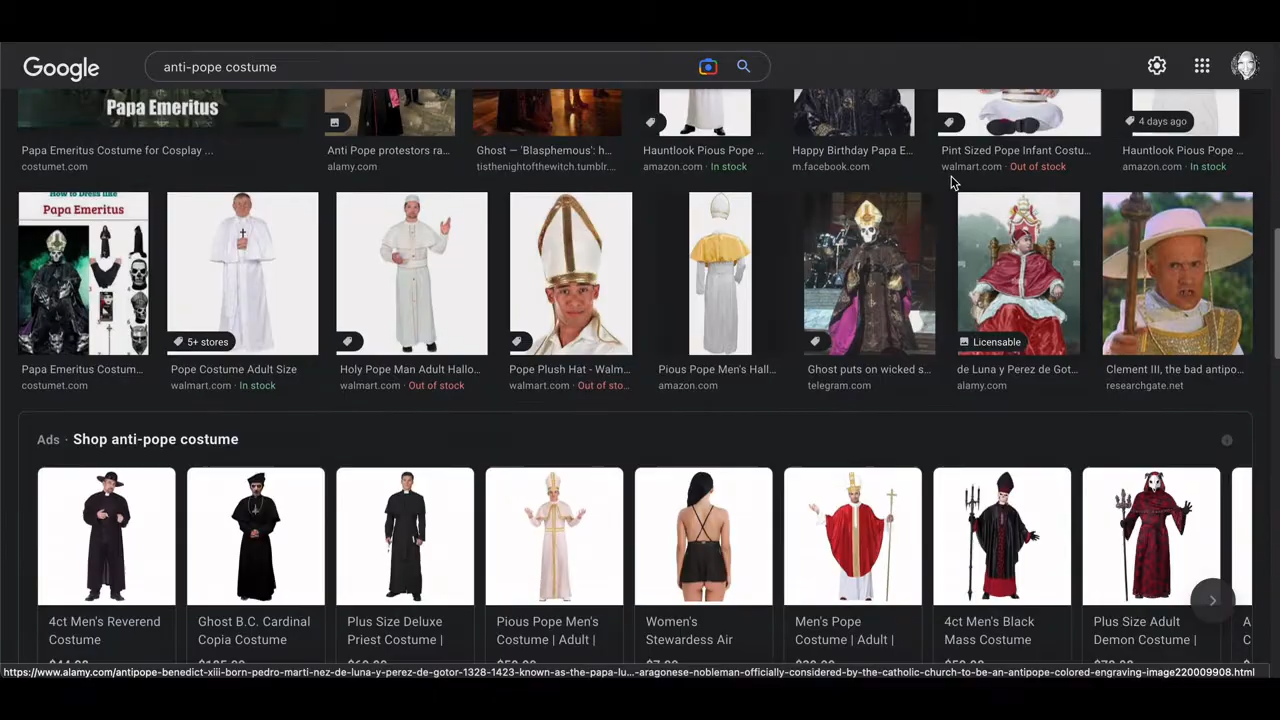 Google
anti-pope costume
Papa Emeritus
4 days ago
Papa Emeritus Costume for Cosplay ...
costumet.com
Anti Pope protestors ra...
alamy.com
Ghost — 'Blasphemous': h...
tisthenightofthewitch.tumblr....
Hauntlook Pious Pope ...
amazon.com · In stock
Happy Birthday Papa E...
m.facebook.com
Pint Sized Pope Infant Costu...
walmart.com · Out of stock
Hauntlook Pious Pope ...
amazon.com · In stock
How to Dress like
Papa Emeritus
5+ stores
Licensable
Papa Emeritus Costum...
costumet.com
Pope Costume Adult Size
walmart.com · In stock
Holy Pope Man Adult Hallo...
walmart.com · Out of stock
Pope Plush Hat - Walm...
walmart.com · Out of sto...
Pious Pope Men's Hall...
amazon.com
Ghost puts on wicked s...
telegram.com
de Luna y Perez de Got...
alamy.com
Clement III, the bad antipo...
researchgate.net
Ads · Shop anti-pope costume
4ct Men's Reverend
Costume
Ghost B.C. Cardinal
Copia Costume
Plus Size Deluxe
Priest Costume |
Pious Pope Men's
Costume | Adult |
Women's
Stewardess Air
Men's Pope
Costume | Adult |
4ct Men's Black
Mass Costume
Plus Size Adult
Demon Costume |
https://www.alamy.com/antipope-benedict-xiii-born-pedro-marti-nez-de-luna-y-perez-de-gotor-1328-1423-known-as-the-papa-lu...-aragonese-nobleman-officially-considered-by-the-catholic-church-to-be-an-antipope-colored-engraving-image220009908.html